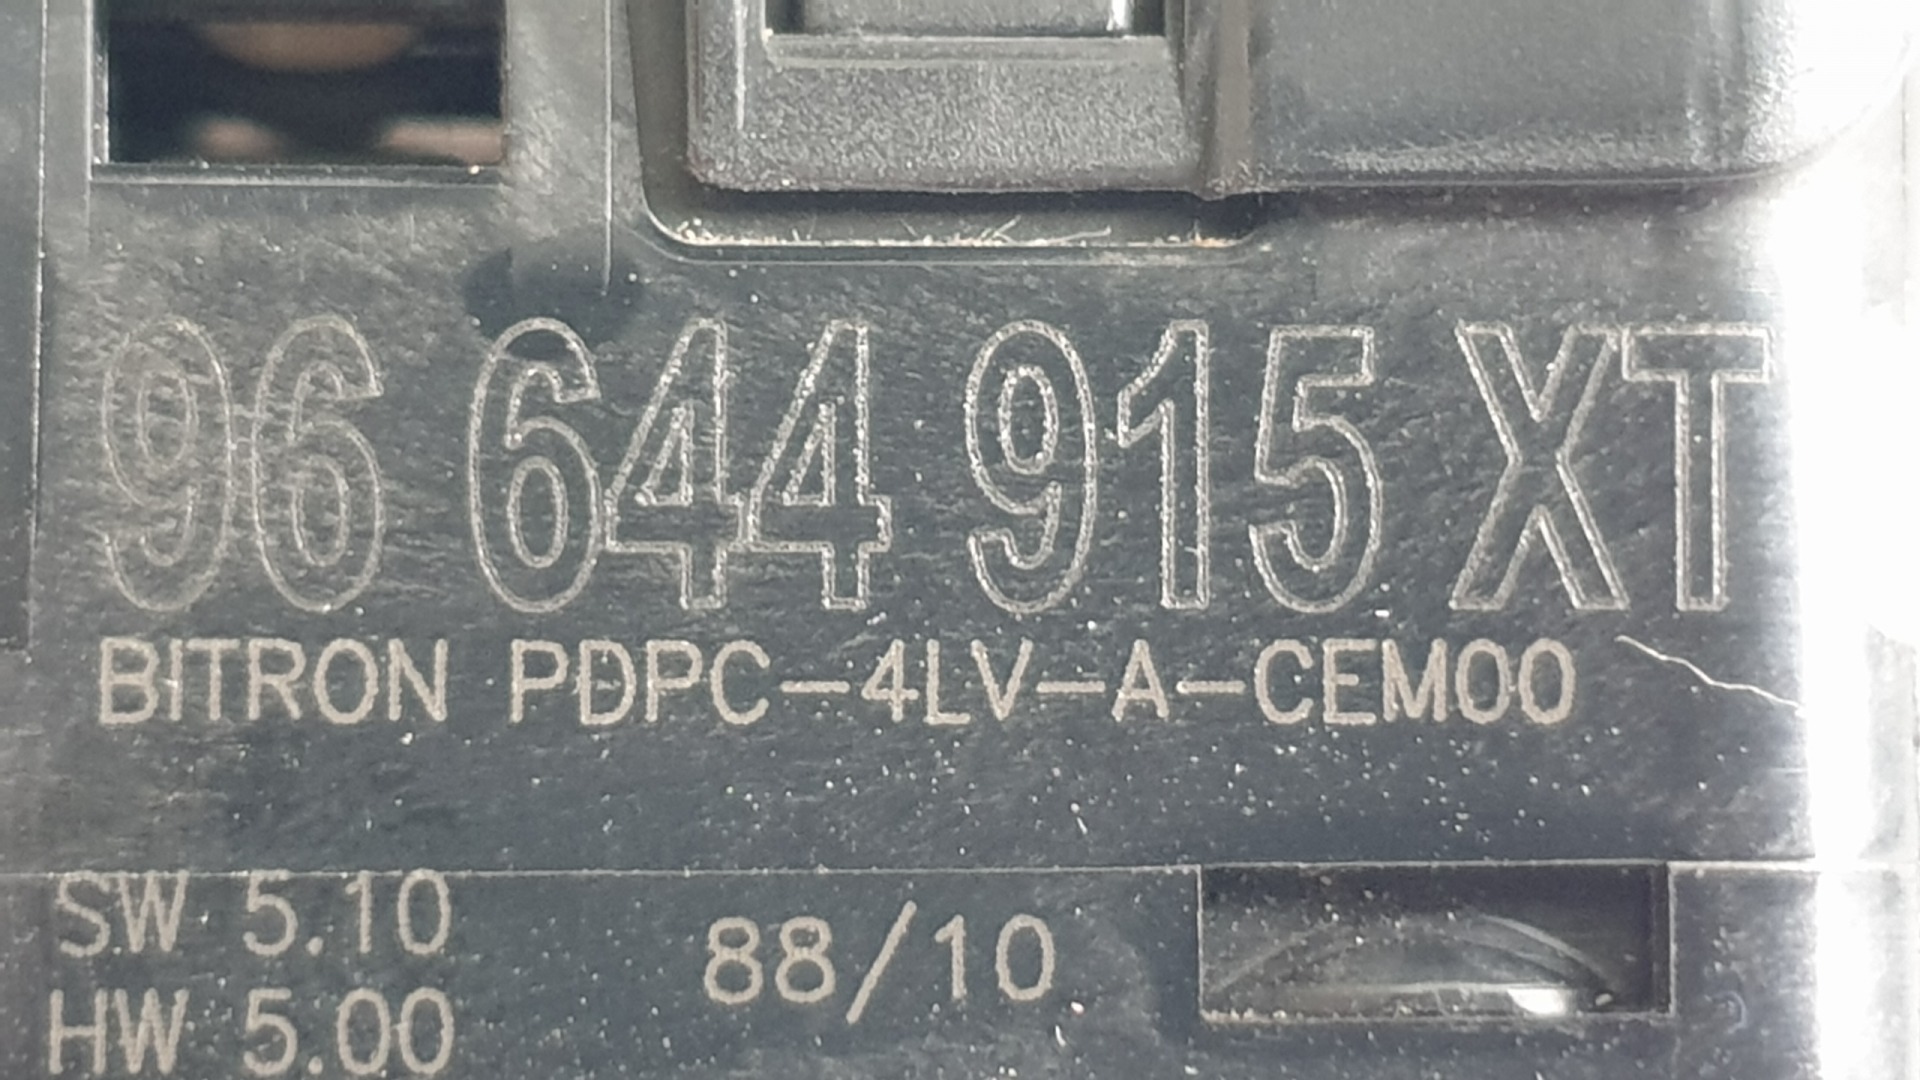 96 644 915 XT
BITRON PDPC-4LV-A-CEM00
SW 5.10
88/10
HW 5.00